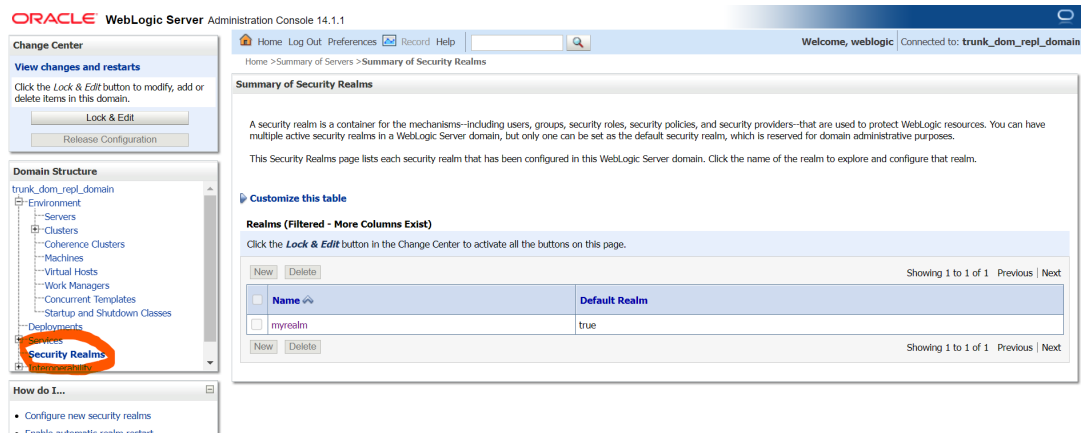 ORACLE® WebLogic Server Administration Console 14.1.1
Change Center
View changes and restarts
Click the Lock & Edit button to modify, add or
delete items in this domain.
Lock & Edit
Release Configuration
Domain Structure
trunk_dom_repl_domain
Environment
Servers
Clusters
Coherence Clusters
Machines
Virtual Hosts
Work Managers
Concurrent Templates
Startup and Shutdown Classes
Deployments
Services
Security Realms
Interoperability
How do I...
Configure new security realms
Enable automatic realm restart
Home Log Out Preferences Record Help
Welcome, weblogic Connected to: trunk_dom_repl_domain
Home >Summary of Servers >Summary of Security Realms
Summary of Security Realms
A security realm is a container for the mechanisms--including users, groups, security roles, security policies, and security providers--that are used to protect WebLogic resources. You can have
multiple active security realms in a WebLogic Server domain, but only one can be set as the default security realm, which is reserved for domain administrative purposes.
This Security Realms page lists each security realm that has been configured in this WebLogic Server domain. Click the name of the realm to explore and configure that realm.
Customize this table
Realms (Filtered - More Columns Exist)
Click the Lock & Edit button in the Change Center to activate all the buttons on this page.
New Delete Showing 1 to 1 of 1 Previous | Next
Name Default Realm
myrealm true
New Delete Showing 1 to 1 of 1 Previous | Next